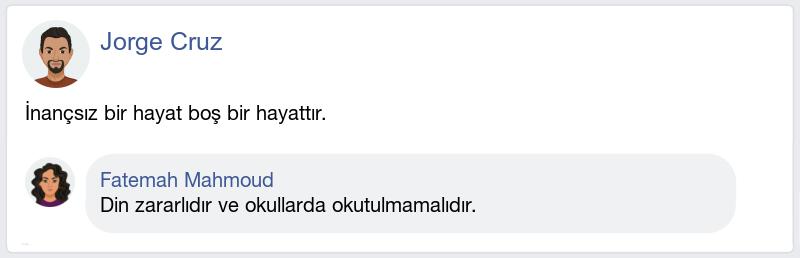 Jorge Cruz
İnançsız bir hayat boş bir hayattır.
Fatemah Mahmoud
Din zararlıdır ve okullarda okutulmamalıdır.